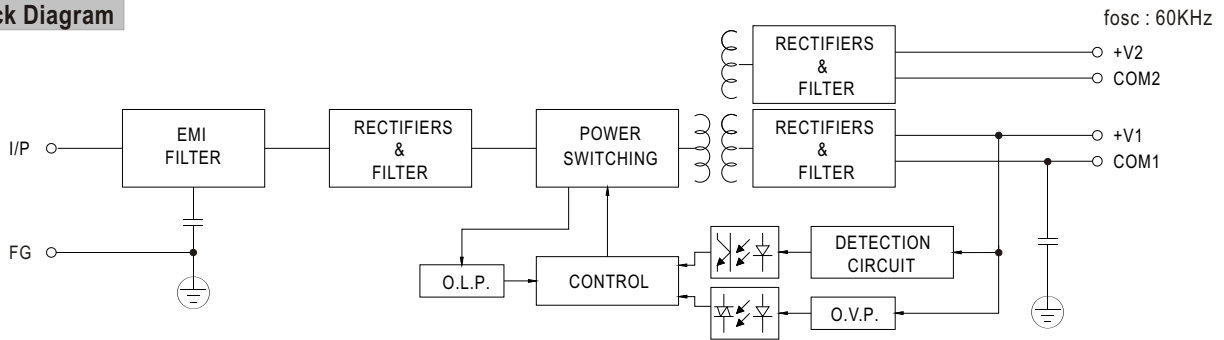 ck Diagram
fosc : 60KHz
RECTIFIERS
&
FILTER
+V2
COM2
I/P
EMI
FILTER
RECTIFIERS
&
FILTER
POWER
SWITCHING
RECTIFIERS
&
FILTER
+V1
COM1
FG
O.L.P.
CONTROL
DETECTION
CIRCUIT
O.V.P.